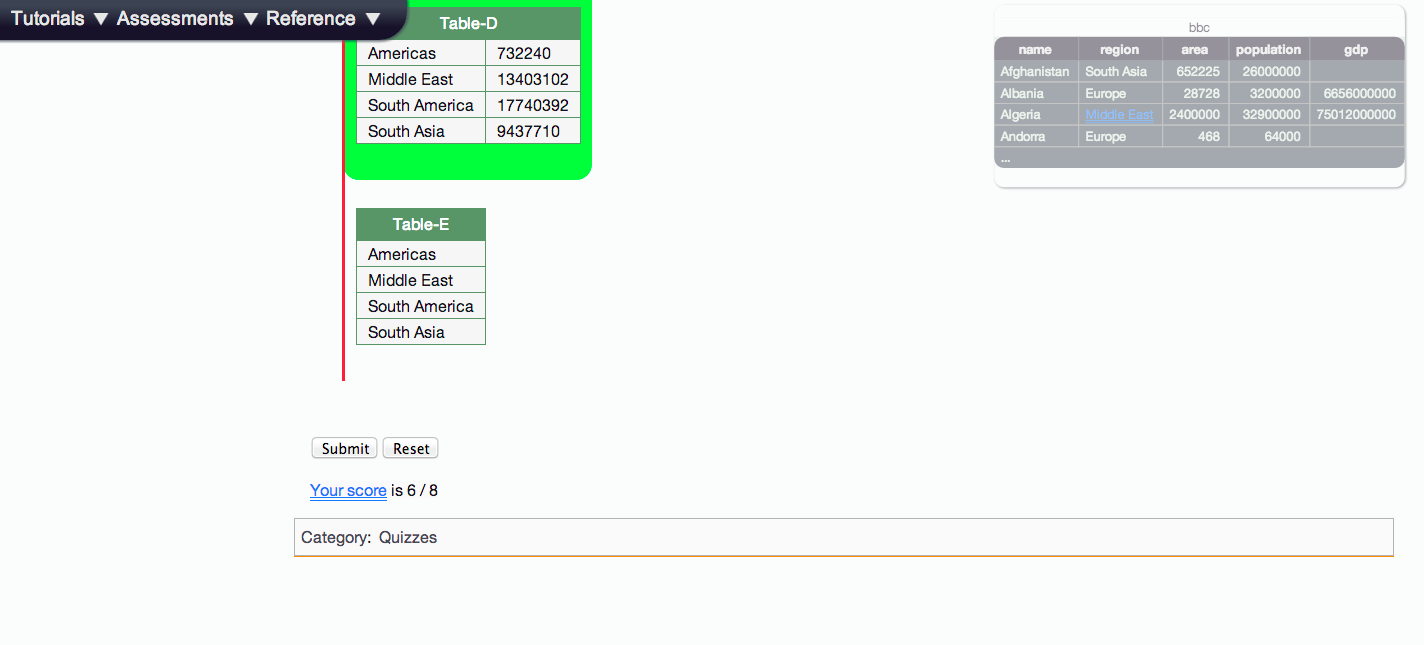 Tutorials ▼ Assessments ▼ Reference ▼
Table-D
Americas 732240
Middle East 13403102
South America 17740392
South Asia 9437710
bbc
name region area population gdp
Afghanistan South Asia 652225 26000000
Albania Europe 28728 3200000 6656000000
Algeria Middle East 2400000 32900000 75012000000
Andorra Europe 468 64000
...
Table-E
Americas
Middle East
South America
South Asia
Submit Reset
Your score is 6 / 8
Category: Quizzes